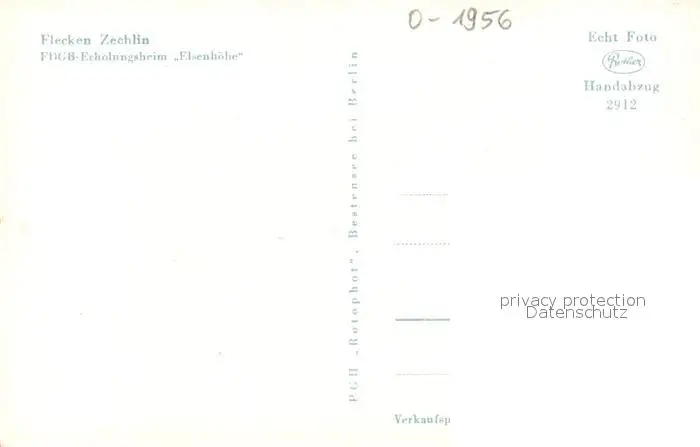 O-1956
Flecken Zechlin
FDGB-Erholungsheim „Elsenhöhe"
PGH „Rotophot", Bestensee bei Berlin
Echt Foto
Handabzug
2912
privacy protection
Datenschutz
Verkaufsp